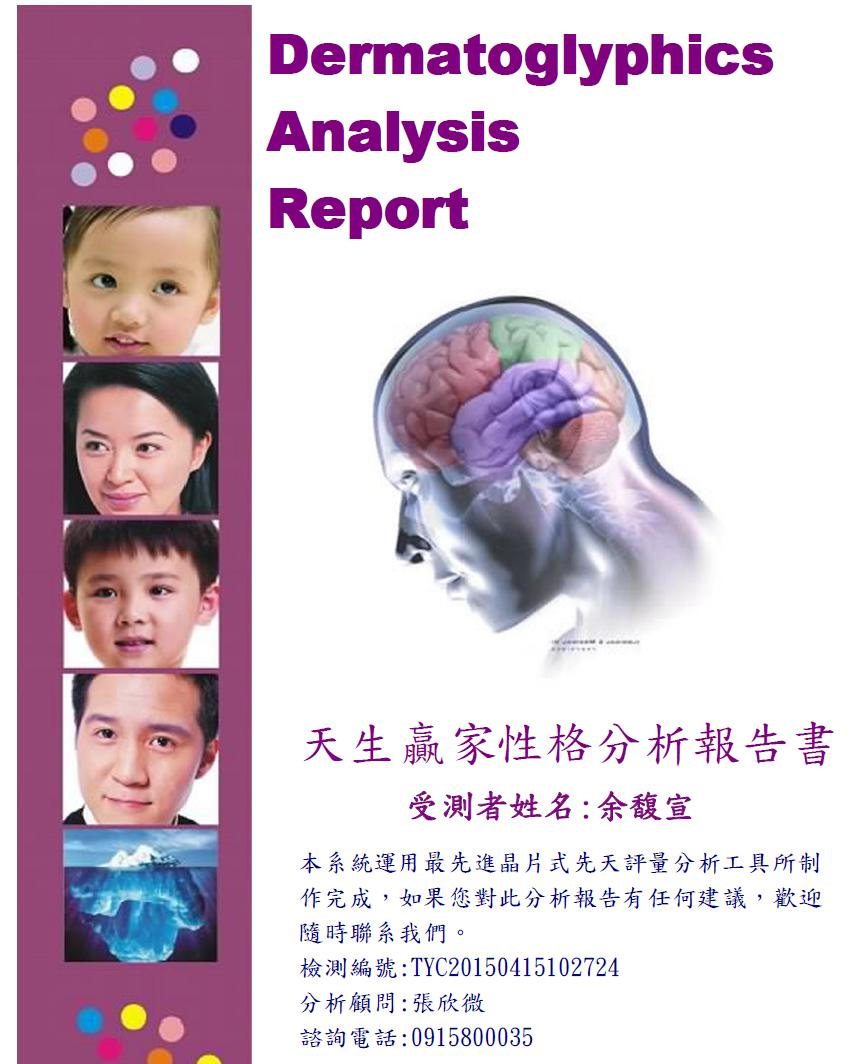 Dermatoglyphics
Analysis
Report
天生贏家性格分析報告書
受測者姓名:余馥宣
本系統運用最先進晶片式先天評量分析工具所制
作完成，如果您對此分析報告有任何建議，歡迎
隨時聯系我們。
檢測編號:TYC20150415102724
分析顧問:張欣微
諮詢電話:0915800035